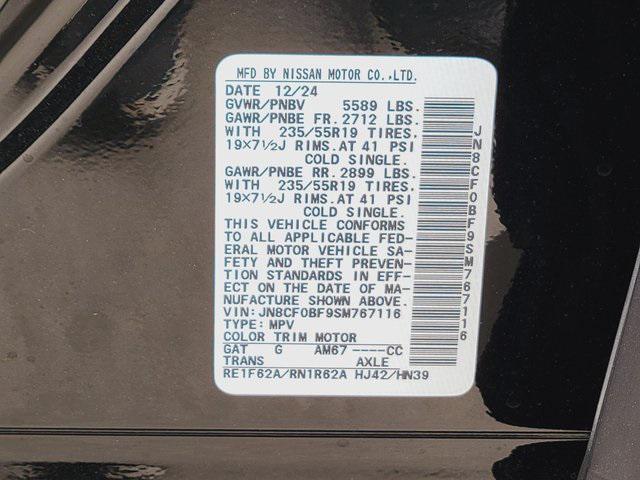 MFD BY NISSAN MOTOR CO.,LTD.
DATE 12/24
GVWR/PNBV 5589 LBS.
GAWR/PNBE FR. 2712 LBS.
WITH 235/55R19 TIRES.
19×7½J RIMS. AT 41 PSI
COLD SINGLE.
GAWR/PNBE RR. 2899 LBS.
WITH 235/55R19 TIRES.
19×7½J RIMS. AT 41 PSI
COLD SINGLE.
THIS VEHICLE CONFORMS
TO ALL APPLICABLE FED-
ERAL MOTOR VEHICLE SA-
FETY AND THEFT PREVEN-
TION STANDARDS IN EFF-
ECT ON THE DATE OF MA-
NUFACTURE SHOWN ABOVE.
VIN:JN8CF0BF9SM767116
TYPE: MPV
COLOR TRIM MOTOR
GAT G AM67 ----CC
TRANS AXLE
RE1F62A/RN1R62A HJ42/HN39
JN8CF0BF9SM767116